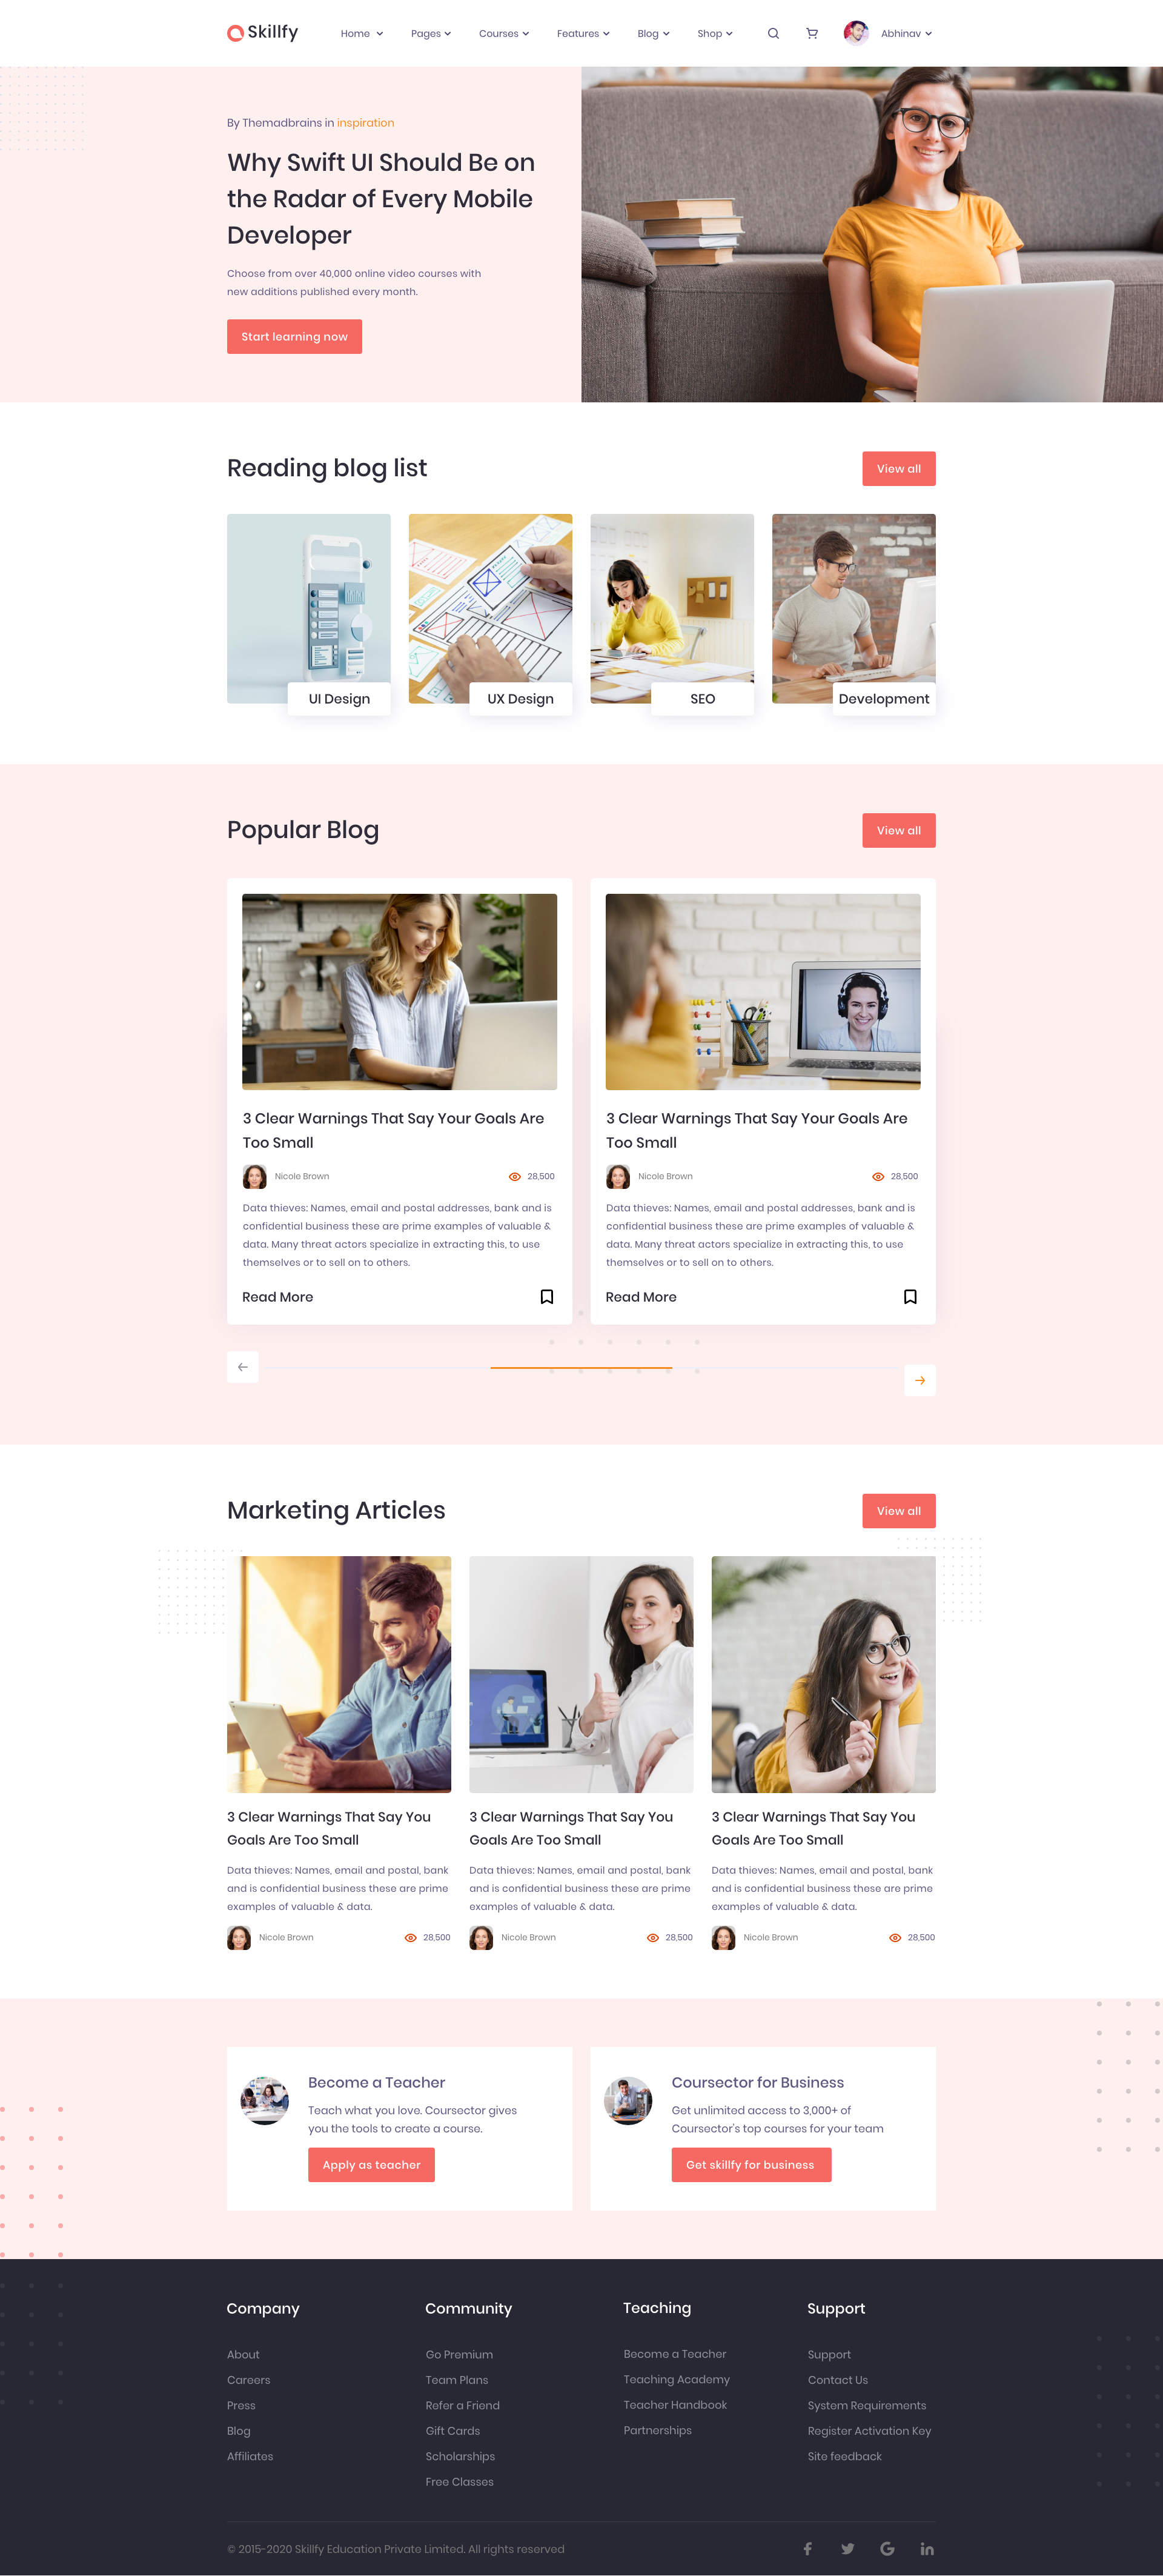 Skillfy
Home Pages Courses Features Blog Shop Abhinav
By Themadbrains in inspiration
Why Swift UI Should Be on
the Radar of Every Mobile
Developer
Choose from over 40,000 online video courses with
new additions published every month.
Start learning now
Reading blog list
View all
UI Design
UX Design
SEO
Development
Popular Blog
View all
3 Clear Warnings That Say Your Goals Are
Too Small
Nicole Brown 28,500
Data thieves: Names, email and postal addresses, bank and is
confidential business these are prime examples of valuable &
data. Many threat actors specialize in extracting this, to use
themselves or to sell on to others.
Read More
3 Clear Warnings That Say Your Goals Are
Too Small
Nicole Brown 28,500
Data thieves: Names, email and postal addresses, bank and is
confidential business these are prime examples of valuable &
data. Many threat actors specialize in extracting this, to use
themselves or to sell on to others.
Read More
Marketing Articles
View all
3 Clear Warnings That Say You
Goals Are Too Small
Data thieves: Names, email and postal, bank
and is confidential business these are prime
examples of valuable & data.
Nicole Brown 28,500
3 Clear Warnings That Say You
Goals Are Too Small
Data thieves: Names, email and postal, bank
and is confidential business these are prime
examples of valuable & data.
Nicole Brown 28,500
3 Clear Warnings That Say You
Goals Are Too Small
Data thieves: Names, email and postal, bank
and is confidential business these are prime
examples of valuable & data.
Nicole Brown 28,500
Become a Teacher
Teach what you love. Coursector gives
you the tools to create a course.
Apply as teacher
Coursector for Business
Get unlimited access to 3,000+ of
Coursector's top courses for your team
Get skillfy for business
Company
About
Careers
Press
Blog
Affiliates
Community
Go Premium
Team Plans
Refer a Friend
Gift Cards
Scholarships
Free Classes
Teaching
Become a Teacher
Teaching Academy
Teacher Handbook
Partnerships
Support
Support
Contact Us
System Requirements
Register Activation Key
Site feedback
© 2015-2020 Skillfy Education Private Limited. All rights reserved